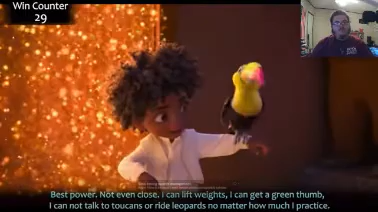 Win Counter
29
Best power. Not even close. I can lift weights, I can get a green thumb,
I can not talk to toucans or ride leopards no matter how much I practice.